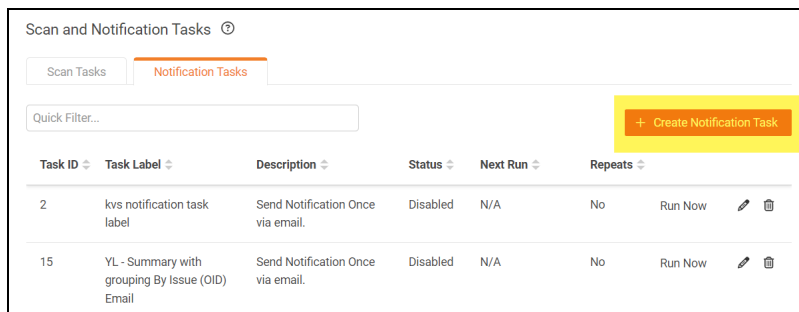 Scan and Notification Tasks ?
Scan Tasks Notification Tasks
Quick Filter...
+ Create Notification Task
Task ID Task Label Description Status Next Run Repeats
2 kvs notification task Send Notification Once Disabled N/A No Run Now
label via email.
15 YL - Summary with Send Notification Once Disabled N/A No Run Now
grouping By Issue (OID) via email.
Email